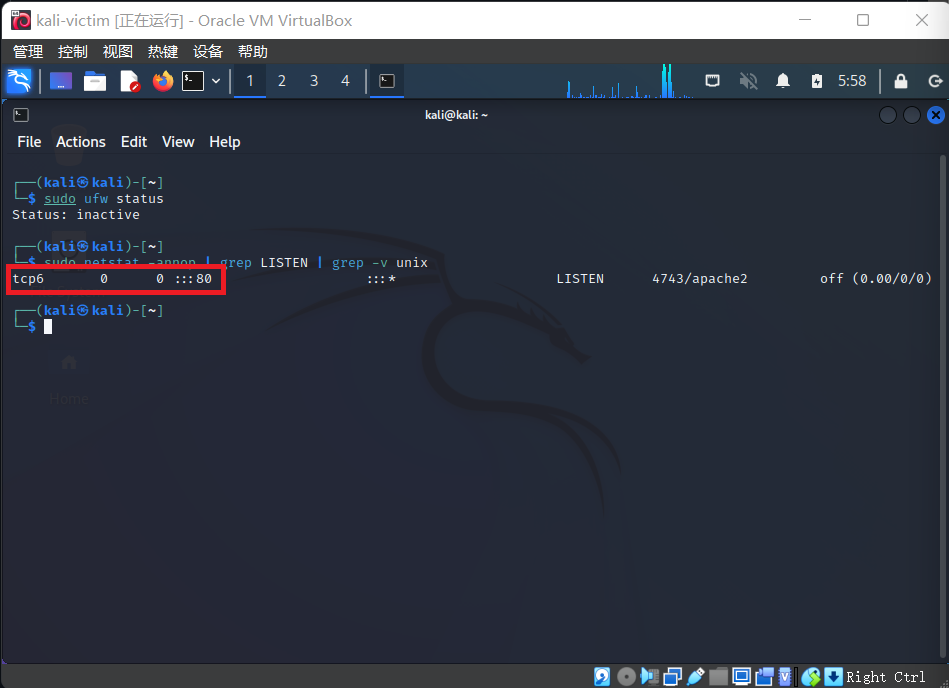 kali-victim [正在运行] - Oracle VM VirtualBox
管理 控制 视图 热键 设备 帮助
1 2 3 4 5:58
kali@kali: ~
File Actions Edit View Help
┌──(kali㉿kali)-[~]
└─$ sudo ufw status
Status: inactive
┌──(kali㉿kali)-[~]
└─$ sudo netstat -anpop | grep LISTEN | grep -v unix
tcp6 0 0 :::80 :::* LISTEN 4743/apache2 off (0.00/0/0)
┌──(kali㉿kali)-[~]
└─$
Home
Right Ctrl